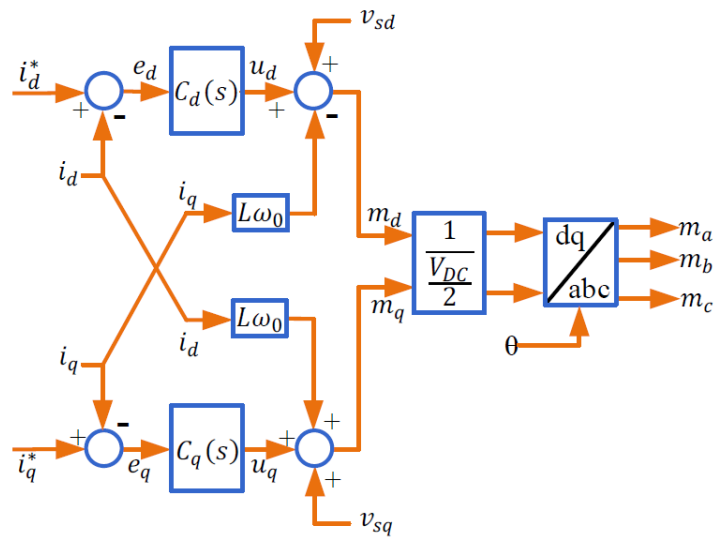 v_sd
i_d^*
e_d
C_d(s)
u_d
+
+
-
+
-
i_d
i_q
Lω_0
m_d
1
V_DC
2
dq
abc
m_a
m_b
m_c
Lω_0
i_d
m_q
θ
i_q
-
+
i_q^*
e_q
C_q(s)
u_q
+
+
+
v_sq